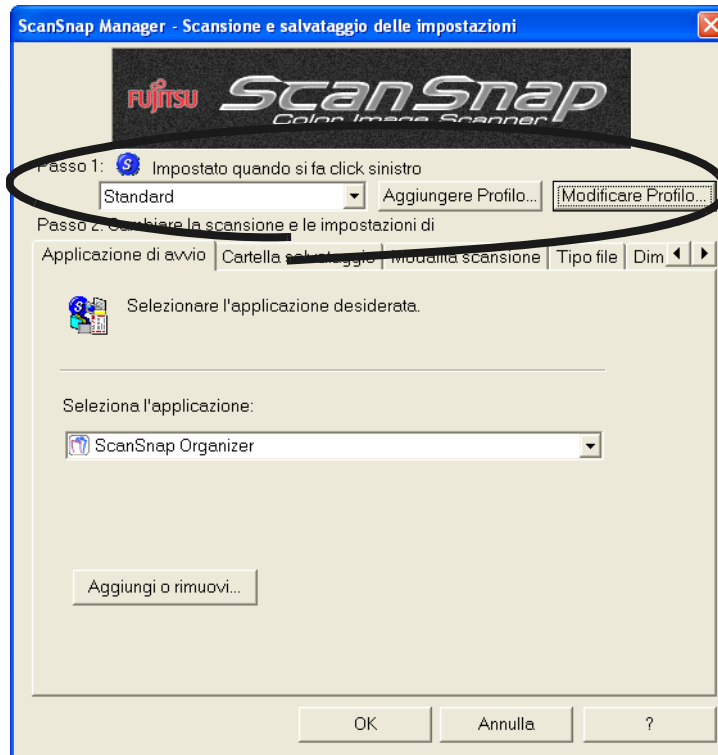 ScanSnap Manager - Scansione e salvataggio delle impostazioni
FUJITSU ScanSnap
Color Image Scanner
Passo 1: S Impostato quando si fa click sinistro
Standard Aggiungere Profilo... Modificare Profilo...
Passo 2: Cambiare la scansione e le impostazioni di
Applicazione di avvio Cartella salvataggio Modalità scansione Tipo file Dim
Selezionare l'applicazione desiderata.
Seleziona l'applicazione:
ScanSnap Organizer
Aggiungi o rimuovi...
OK Annulla ?